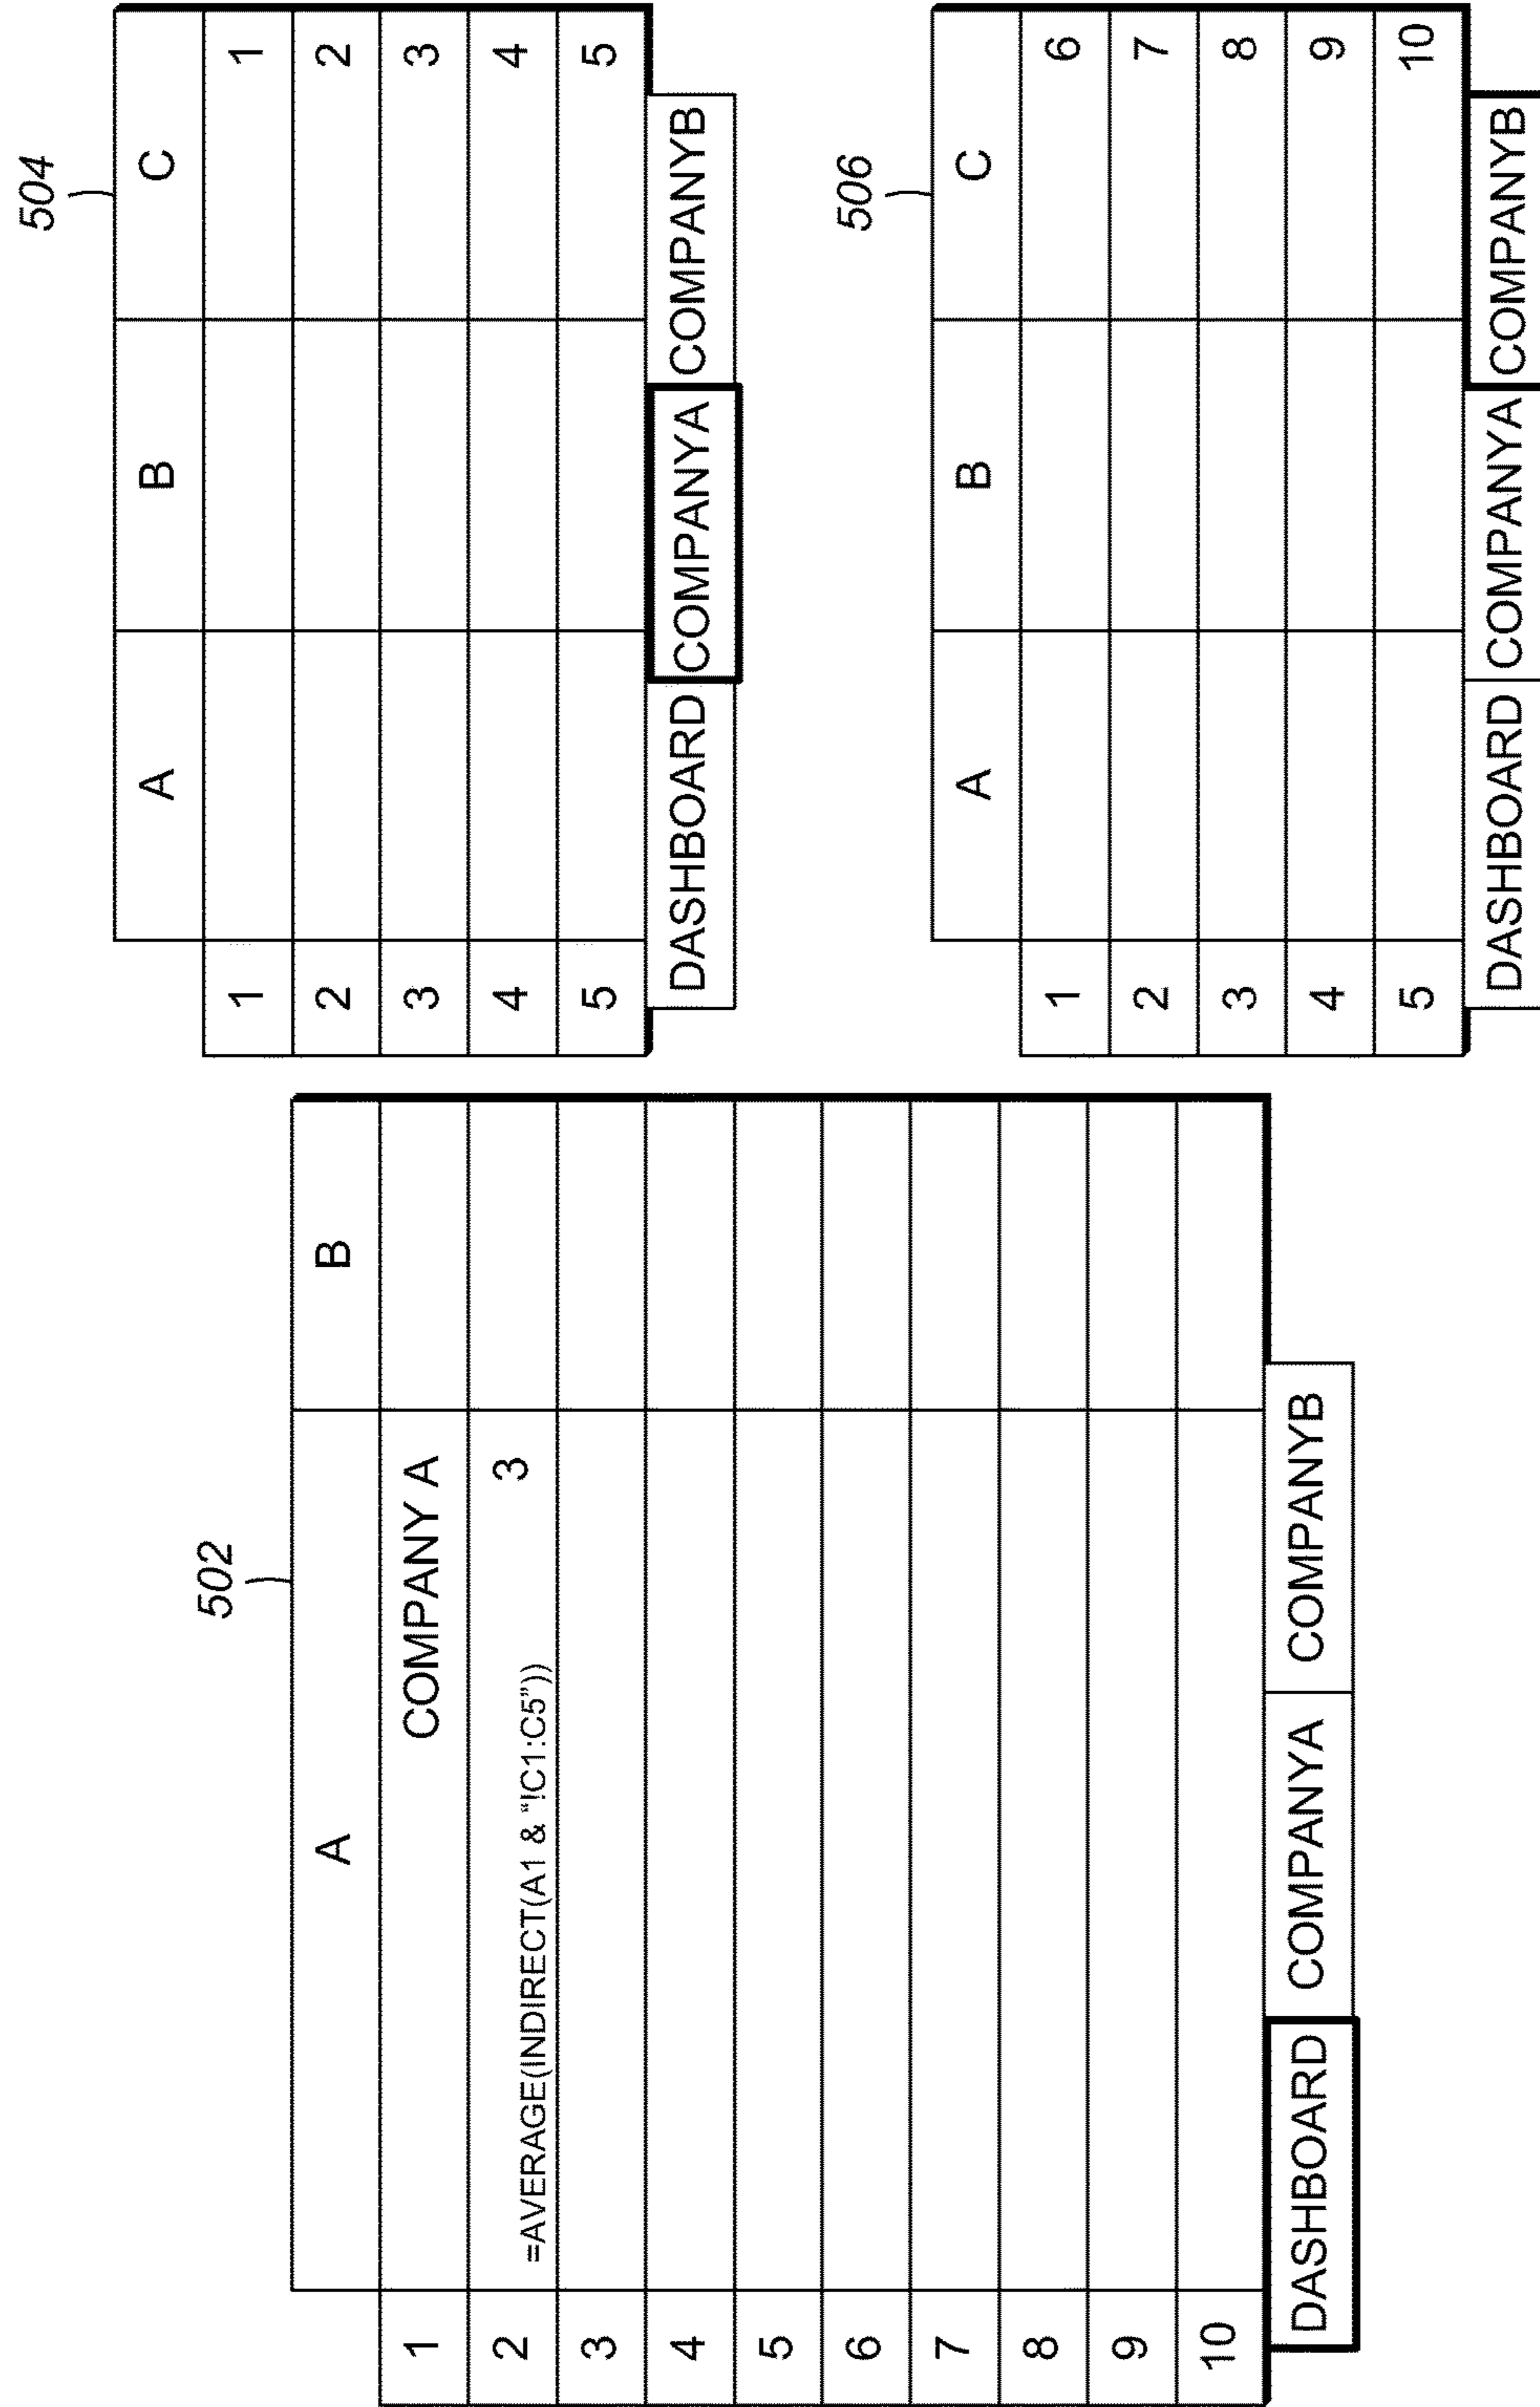 502
A B
1 COMPANY A
2 3
=AVERAGE(INDIRECT(A1 & “!C1:C5”))
3
4
5
6
7
8
9
10
DASHBOARD COMPANYA COMPANYB
504
A B C
1 1
2 2
3 3
4 4
5 5
DASHBOARD COMPANYA COMPANYB
506
A B C
1 6
2 7
3 8
4 9
5 10
DASHBOARD COMPANYA COMPANYB